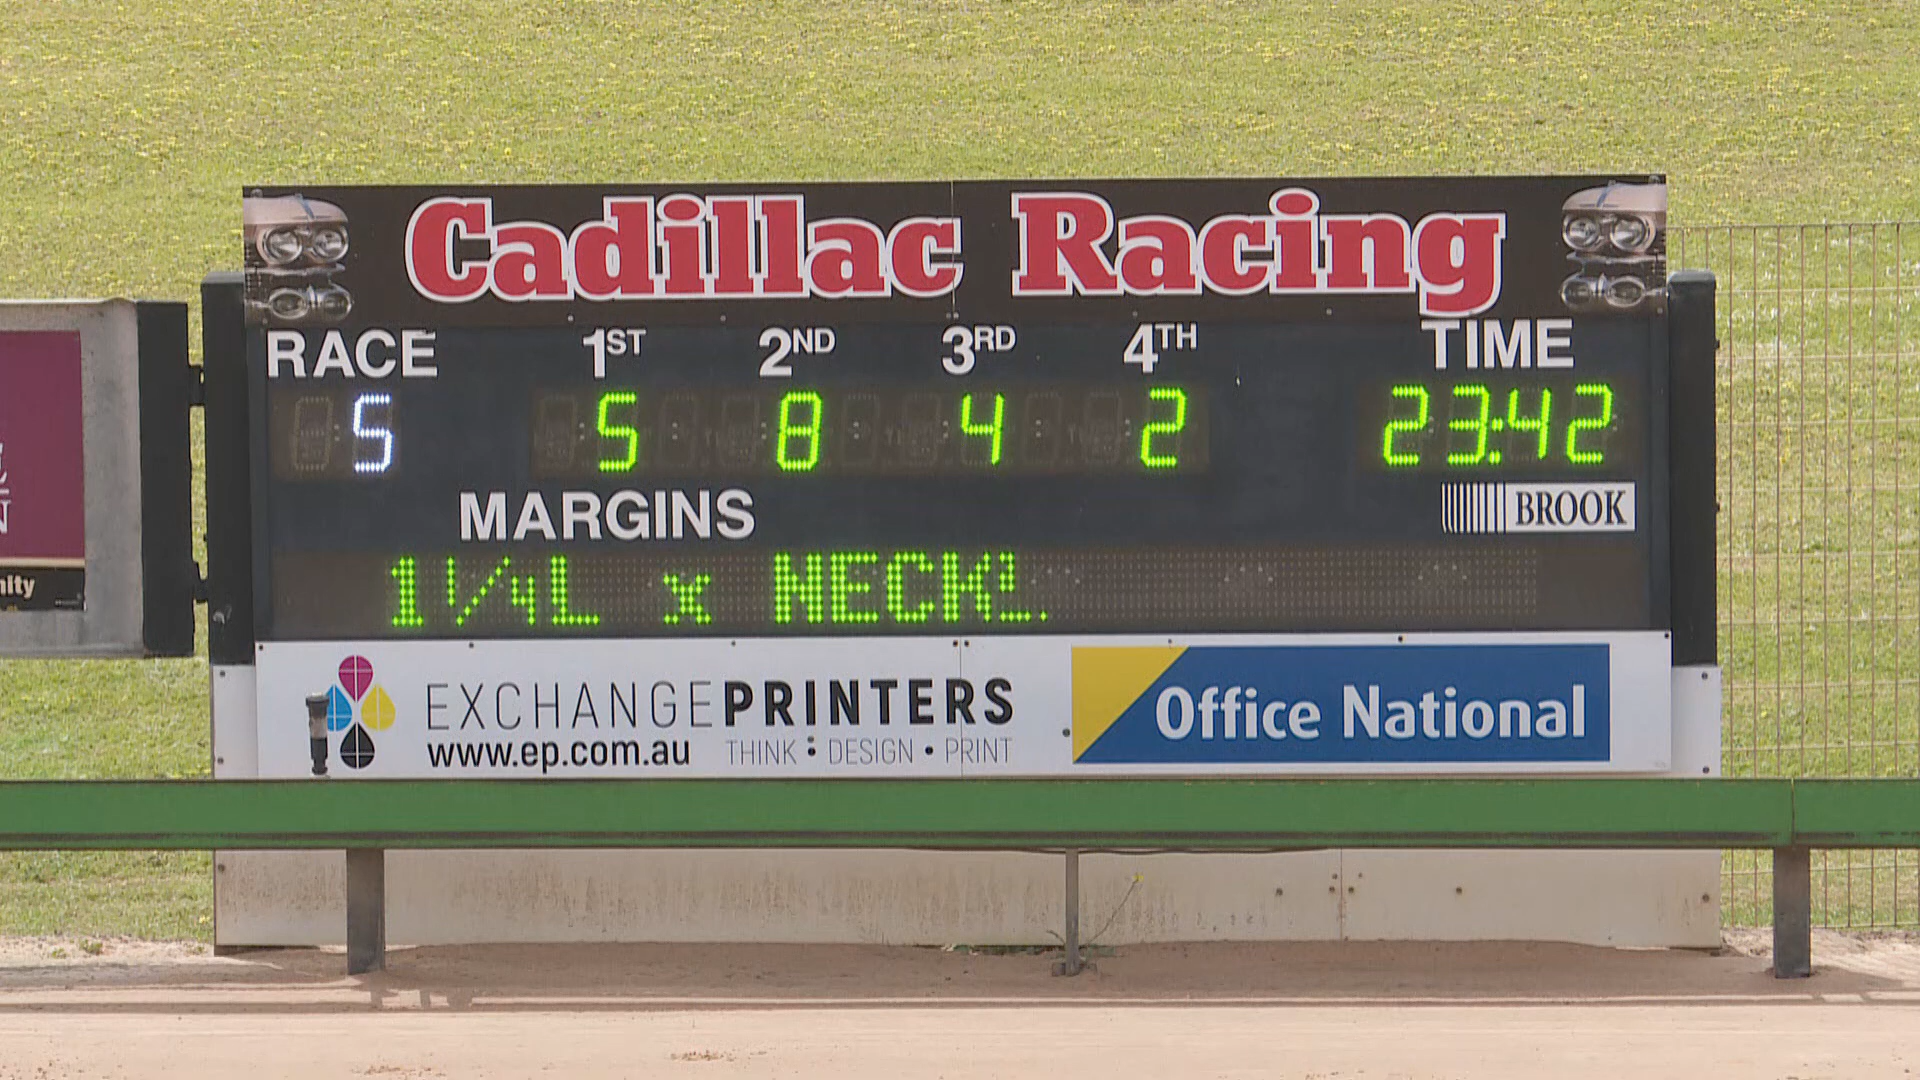 Cadillac Racing
RACE 1ST 2ND 3RD 4TH TIME
5 5 8 4 2 23:42
MARGINS
BROOK
1¼L x NECK
EXCHANGEPRINTERS
www.ep.com.au THINK • DESIGN • PRINT
Office National